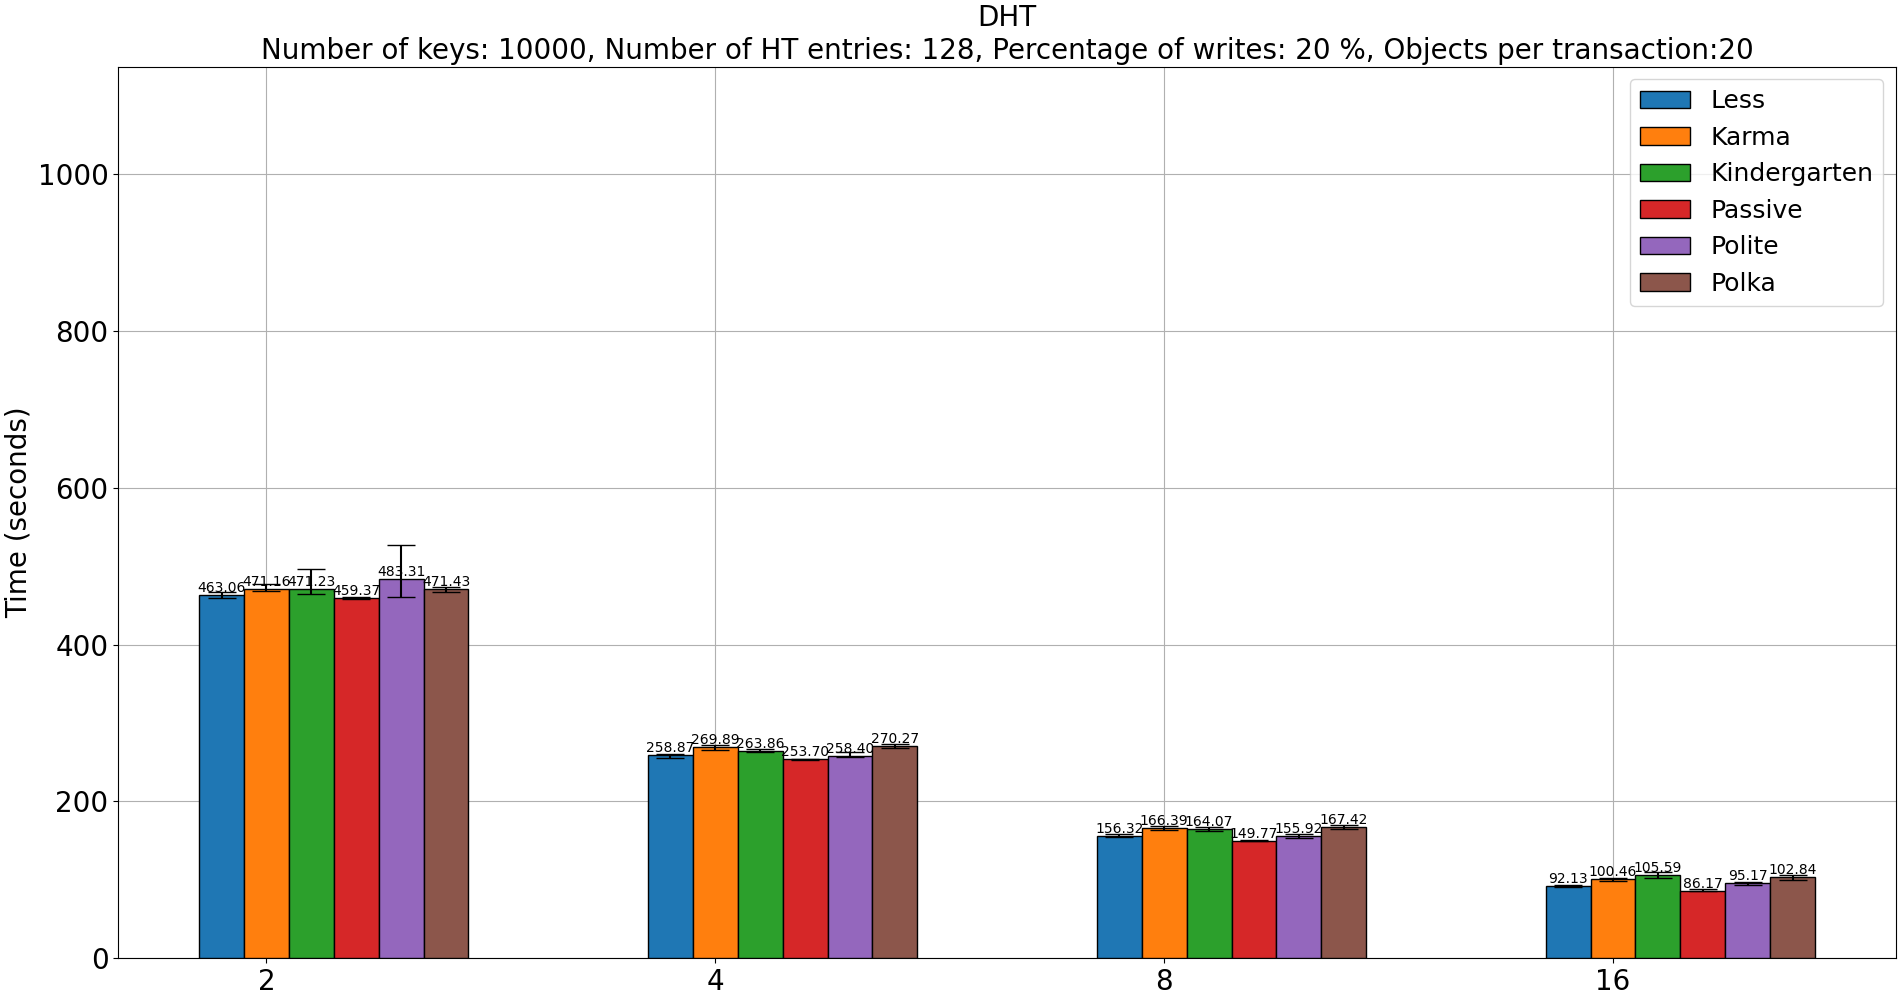 DHT
Number of keys: 10000, Number of HT entries: 128, Percentage of writes: 20 %, Objects per transaction:20
Time (seconds)
1000
800
600
400
200
0
Less
Karma
Kindergarten
Passive
Polite
Polka
463.06 471.16 471.23 459.37 483.31 471.43
258.87 269.89 263.86 253.70 258.40 270.27
156.32 166.39 164.07 149.77 155.92 167.42
92.13 100.46 105.59 86.17 95.17 102.84
2 4 8 16